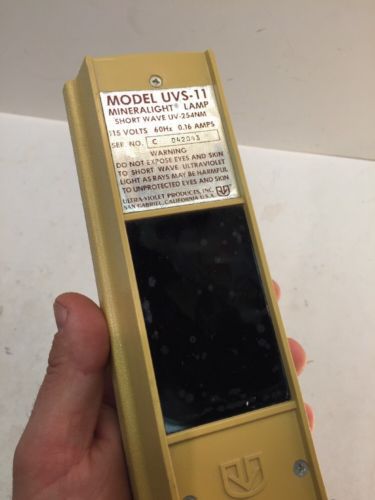 MODEL UVS-11
MINERALIGHT® LAMP
SHORT WAVE UV-254NM
115 VOLTS 60Hz 0.16 AMPS
SER. NO. C 042043
WARNING
DO NOT EXPOSE EYES AND SKIN
TO SHORT WAVE ULTRAVIOLET
LIGHT AS RAYS MAY BE HARMFUL
TO UNPROTECTED EYES AND SKIN
ULTRA-VIOLET PRODUCTS, INC.
SAN GABRIEL, CALIFORNIA U.S.A.